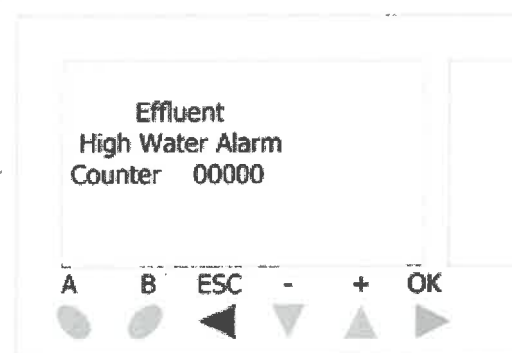 Effluent
High Water Alarm
Counter 00000
A B ESC - + OK